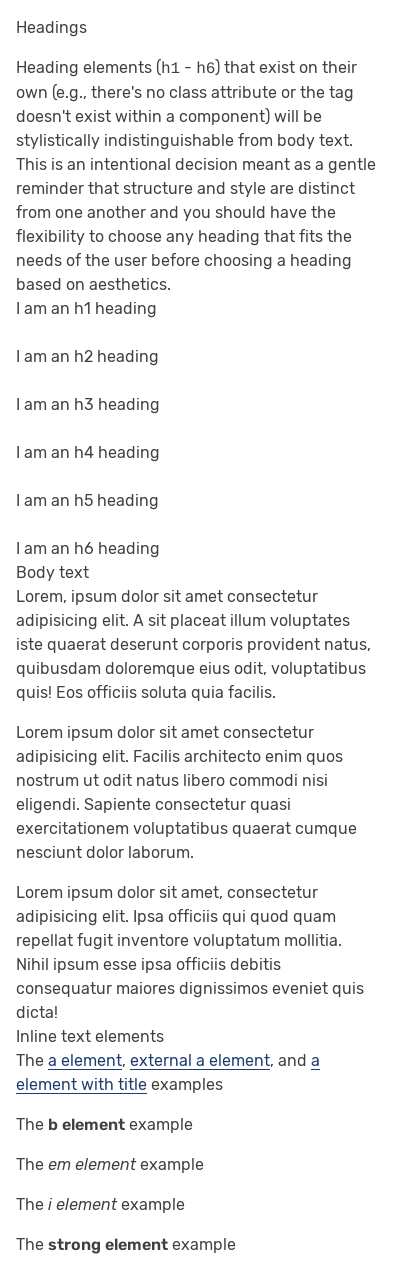 Headings
Heading elements (h1 - h6) that exist on their
own (e.g., there's no class attribute or the tag
doesn't exist within a component) will be
stylistically indistinguishable from body text.
This is an intentional decision meant as a gentle
reminder that structure and style are distinct
from one another and you should have the
flexibility to choose any heading that fits the
needs of the user before choosing a heading
based on aesthetics.
I am an h1 heading
I am an h2 heading
I am an h3 heading
I am an h4 heading
I am an h5 heading
I am an h6 heading
Body text
Lorem, ipsum dolor sit amet consectetur
adipisicing elit. A sit placeat illum voluptates
iste quaerat deserunt corporis provident natus,
quibusdam doloremque eius odit, voluptatibus
quis! Eos officiis soluta quia facilis.
Lorem ipsum dolor sit amet consectetur
adipisicing elit. Facilis architecto enim quos
nostrum ut odit natus libero commodi nisi
eligendi. Sapiente consectetur quasi
exercitationem voluptatibus quaerat cumque
nesciunt dolor laborum.
Lorem ipsum dolor sit amet, consectetur
adipisicing elit. Ipsa officiis qui quod quam
repellat fugit inventore voluptatum mollitia.
Nihil ipsum esse ipsa officiis debitis
consequatur maiores dignissimos eveniet quis
dicta!
Inline text elements
The a element, external a element, and a
element with title examples
The b element example
The em element example
The i element example
The strong element example